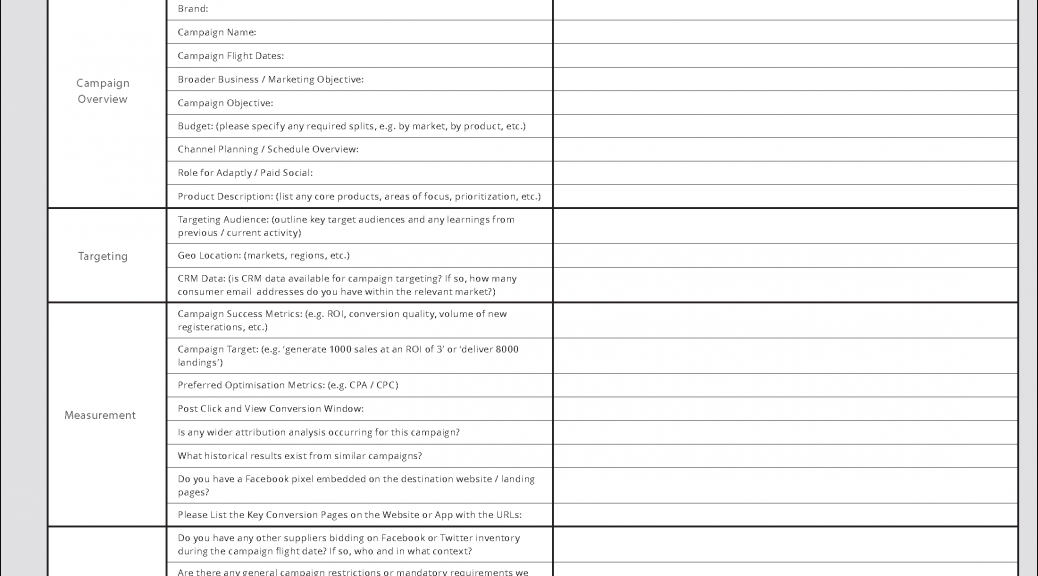 Brand:
Campaign Name:
Campaign Flight Dates:
Broader Business / Marketing Objective:
Campaign
Overview
Campaign Objective:
Budget: (please specify any required splits, e.g. by market, by product, etc.)
Channel Planning / Schedule Overview:
Role for Adaptly / Paid Social:
Product Description: (list any core products, areas of focus, prioritization, etc.)
Targeting
Targeting Audience: (outline key target audiences and any learnings from
previous / current activity)
Geo Location: (markets, regions, etc.)
CRM Data: (is CRM data available for campaign targeting? If so, how many
consumer email addresses do you have within the relevant market?)
Measurement
Campaign Success Metrics: (e.g. ROI, conversion quality, volume of new
registerations, etc.)
Campaign Target: (e.g. ‘generate 1000 sales at an ROI of 3’ or ‘deliver 8000
landings’)
Preferred Optimisation Metrics: (e.g. CPA / CPC)
Post Click and View Conversion Window:
Is any wider attribution analysis occurring for this campaign?
What historical results exist from similar campaigns?
Do you have a Facebook pixel embedded on the destination website / landing
pages?
Please List the Key Conversion Pages on the Website or App with the URLs:
Do you have any other suppliers bidding on Facebook or Twitter inventory
during the campaign flight date? If so, who and in what context?
Are there any general campaign restrictions or mandatory requirements we